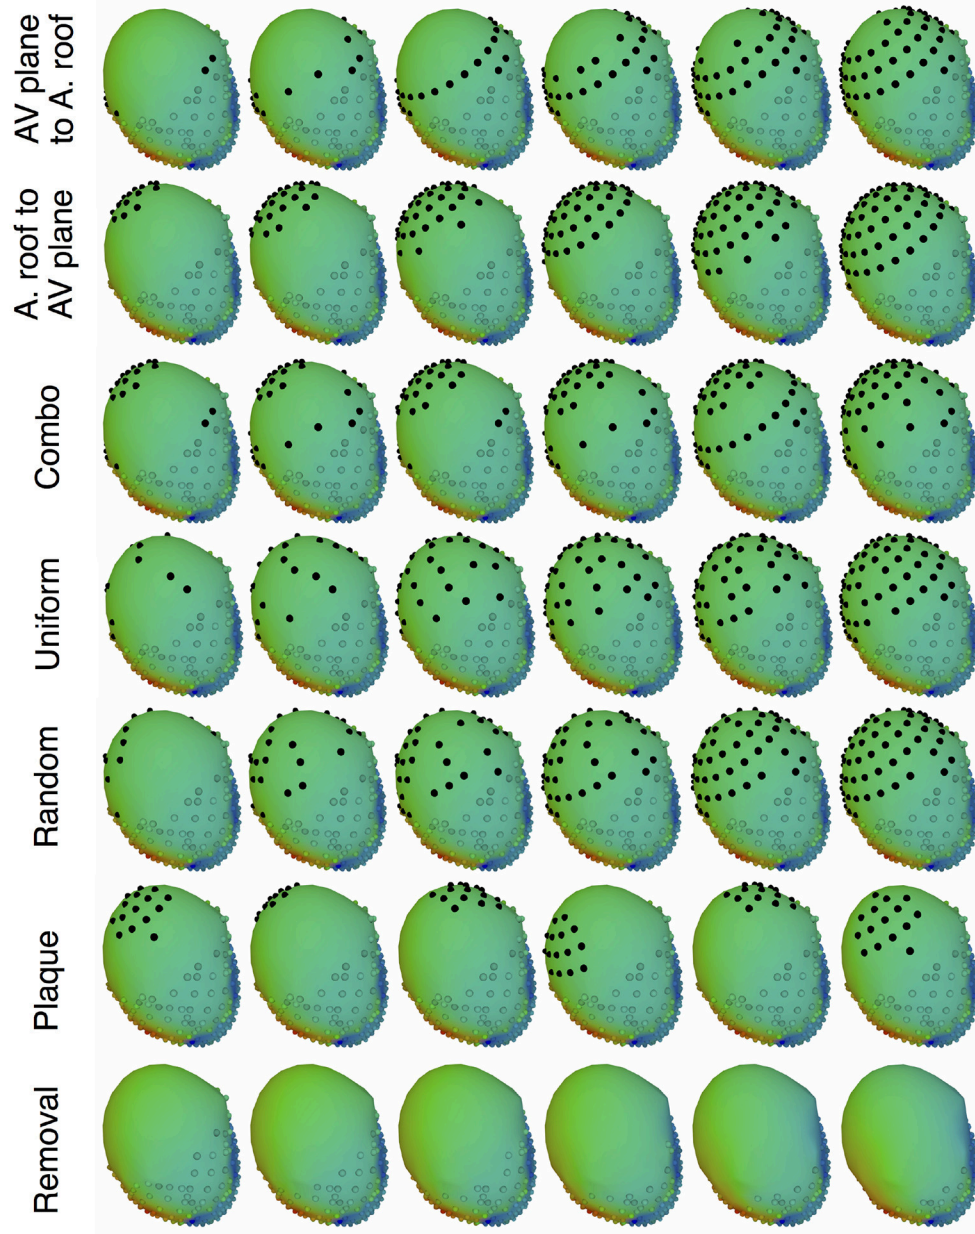 AV plane
to A. roof
A. roof to
AV plane
Combo
Uniform
Random
Plaque
Removal